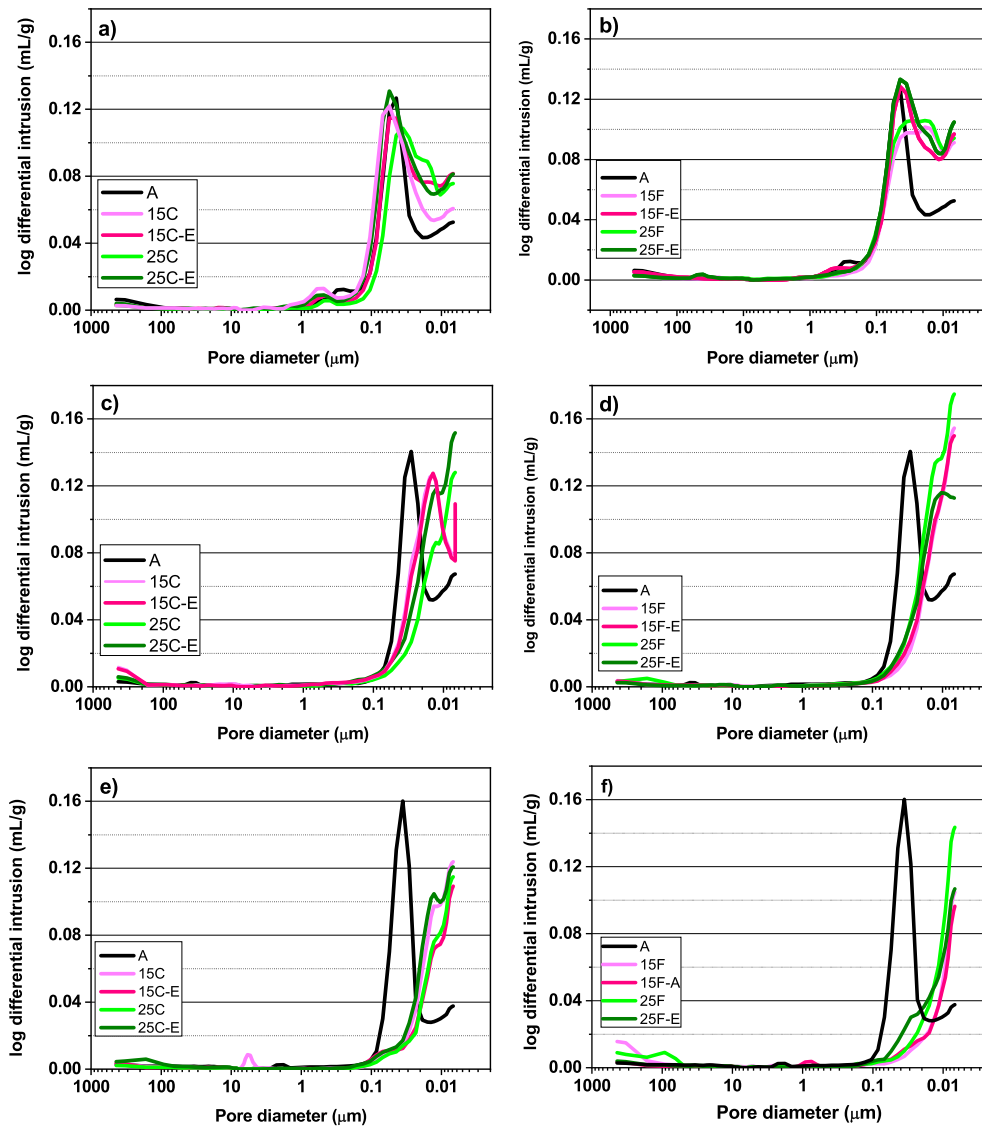 a)
log differential intrusion (mL/g)
0.16
0.12
0.08
0.04
0.00
A
15C
15C-E
25C
25C-E
1000 100 10 1 0.1 0.01
Pore diameter (μm)
b)
log differential intrusion (mL/g)
0.16
0.12
0.08
0.04
0.00
A
15F
15F-E
25F
25F-E
1000 100 10 1 0.1 0.01
Pore diameter (μm)
c)
log differential intrusion (mL/g)
0.16
0.12
0.08
0.04
0.00
A
15C
15C-E
25C
25C-E
1000 100 10 1 0.1 0.01
Pore diameter (μm)
d)
log differential intrusion (mL/g)
0.16
0.12
0.08
0.04
0.00
A
15F
15F-E
25F
25F-E
1000 100 10 1 0.1 0.01
Pore diameter (μm)
e)
log differential intrusion (mL/g)
0.16
0.12
0.08
0.04
0.00
A
15C
15C-E
25C
25C-E
1000 100 10 1 0.1 0.01
Pore diameter (μm)
f)
log differential intrusion (mL/g)
0.16
0.12
0.08
0.04
0.00
A
15F
15F-A
25F
25F-E
1000 100 10 1 0.1 0.01
Pore diameter (μm)